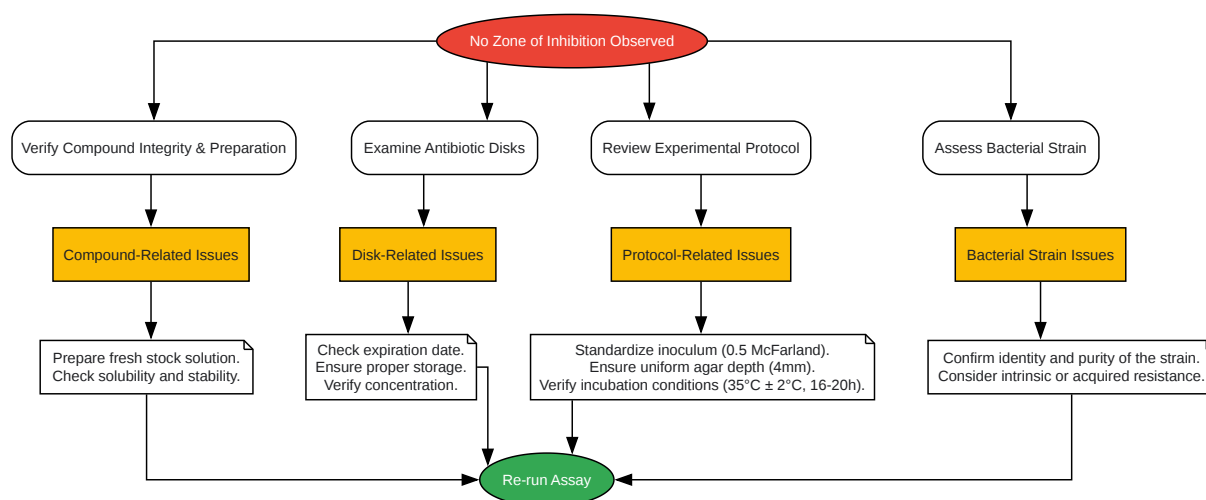 No Zone of Inhibition Observed
Verify Compound Integrity & Preparation
Examine Antibiotic Disks
Review Experimental Protocol
Assess Bacterial Strain
Compound-Related Issues
Disk-Related Issues
Protocol-Related Issues
Bacterial Strain Issues
Prepare fresh stock solution.
Check solubility and stability.
Check expiration date.
Ensure proper storage.
Verify concentration.
Standardize inoculum (0.5 McFarland).
Ensure uniform agar depth (4mm).
Verify incubation conditions (35°C ± 2°C, 16-20h).
Confirm identity and purity of the strain.
Consider intrinsic or acquired resistance.
Re-run Assay